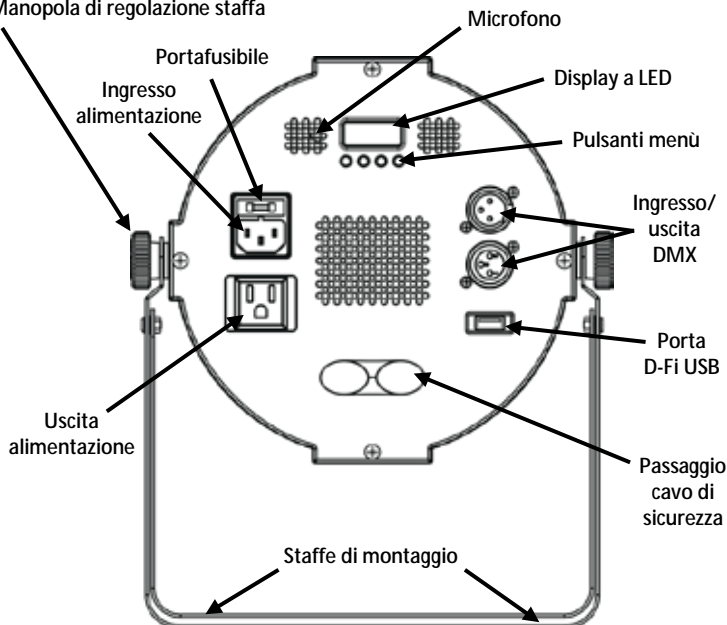 Manopola di regolazione staffa
Microfono
Portafusibile
Display a LED
Ingresso
alimentazione
Pulsanti menù
Ingresso/
uscita
DMX
Porta
D-Fi USB
Uscita
alimentazione
Passaggio
cavo di
sicurezza
Staffe di montaggio